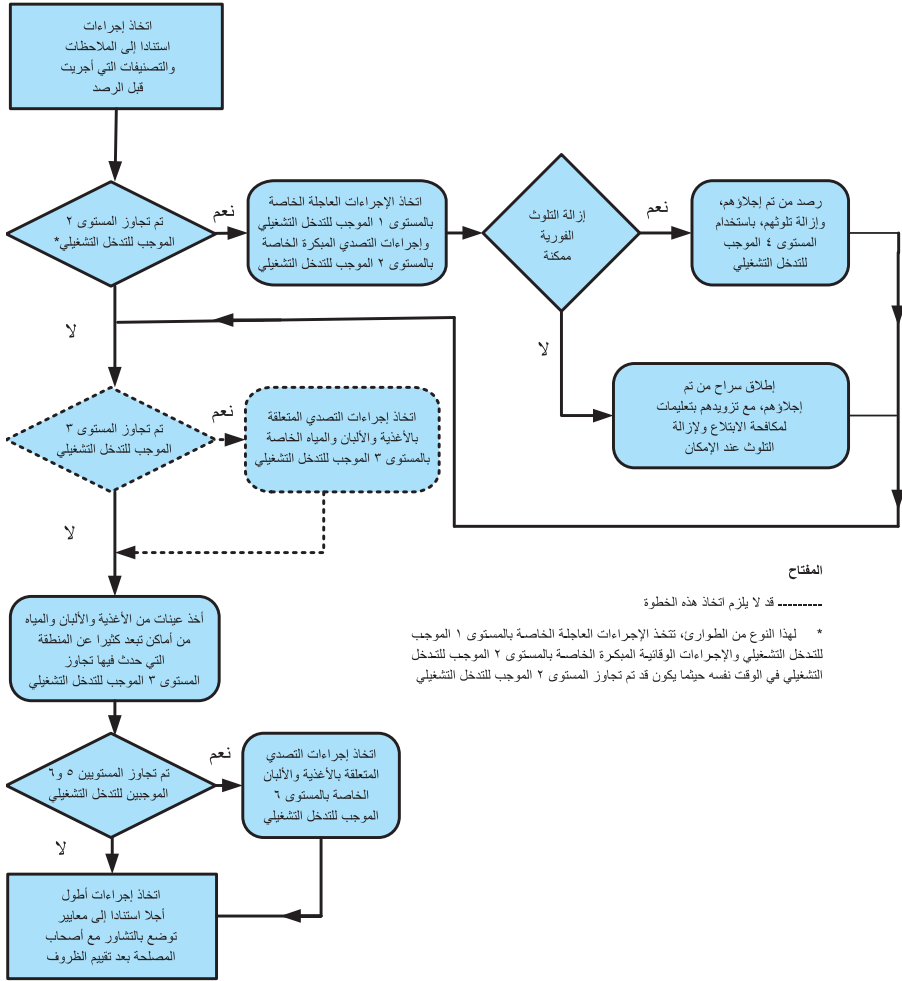 اتخاذ إجراءات
استنادا إلى الملاحظات
والتصنيفات التي أجريت
قبل الرصد
تم تجاوز المستوى ٢
الموجب للتدخل التشغيلي*
نعم
اتخاذ الإجراءات العاجلة الخاصة
بالمستوى ١ الموجب للتدخل التشغيلي
وإجراءات التصدي المبكرة الخاصة
بالمستوى ٢ الموجب للتدخل التشغيلي
إزالة التلوث
الفورية
ممكنة
نعم
رصد من تم إجلاؤهم،
وإزالة تلوثهم، باستخدام
المستوى ٤ الموجب
للتدخل التشغيلي
لا
إطلاق سراح من تم
إجلاؤهم، مع تزويدهم بتعليمات
لمكافحة الابتلاع ولإزالة
التلوث عند الإمكان
لا
تم تجاوز المستوى ٣
الموجب للتدخل التشغيلي
نعم
اتخاذ إجراءات التصدي المتعلقة
بالأغذية والألبان والمياه الخاصة
بالمستوى ٣ الموجب للتدخل التشغيلي
لا
أخذ عينات من الأغذية والألبان والمياه
من أماكن تبعد كثيرا عن المنطقة
التي حدث فيها تجاوز
المستوى ٣ الموجب للتدخل التشغيلي
تم تجاوز المستويين ٥ و٦
الموجبين للتدخل التشغيلي
نعم
اتخاذ إجراءات التصدي
المتعلقة بالأغذية والألبان
الخاصة بالمستوى ٦
الموجب للتدخل التشغيلي
لا
اتخاذ إجراءات أطول
أجلا استنادا إلى معايير
توضع بالتشاور مع أصحاب
المصلحة بعد تقييم الظروف
المفتاح
--------- قد لا يلزم اتخاذ هذه الخطوة
* لهذا النوع من الطوارئ، تتخذ الإجراءات العاجلة الخاصة بالمستوى ١ الموجب
للتدخل التشغيلي والإجراءات الوقائية المبكرة الخاصة بالمستوى ٢ الموجب للتدخل
التشغيلي في الوقت نفسه حيثما يكون قد تم تجاوز المستوى ٢ الموجب للتدخل التشغيلي